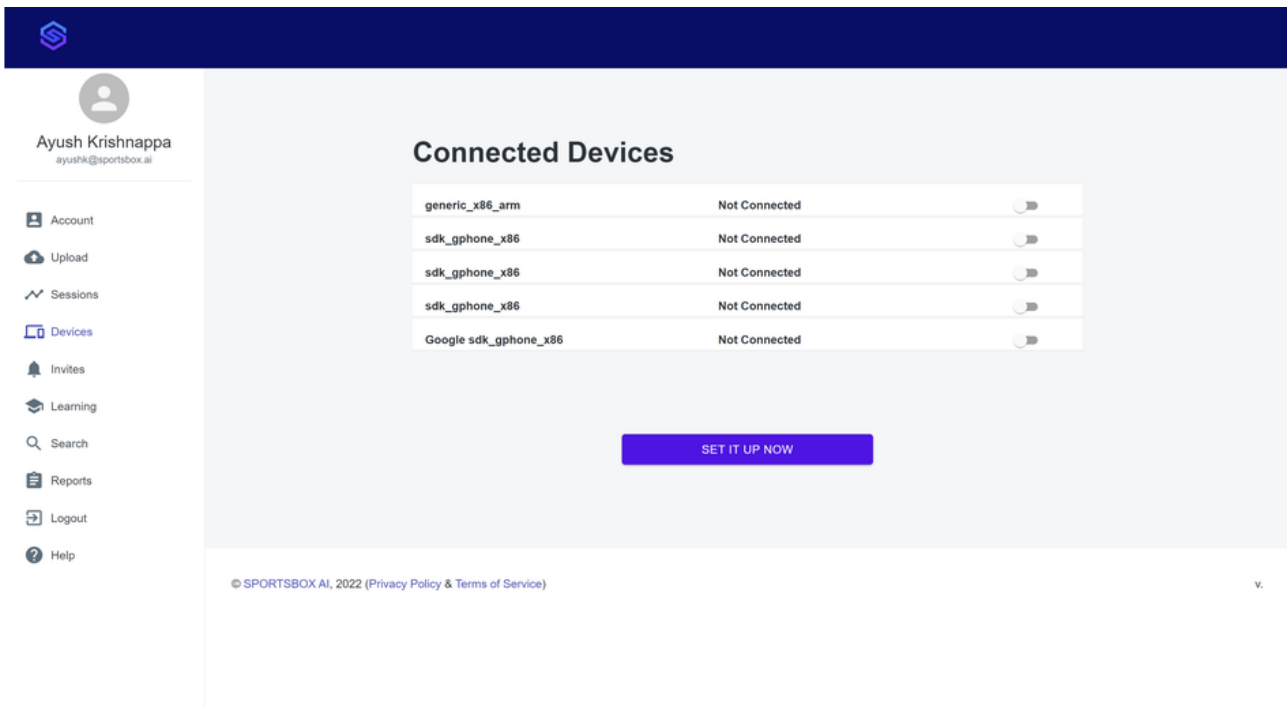 Ayush Krishnappa
ayushk@sportsbox.ai
Account
Upload
Sessions
Devices
Invites
Learning
Search
Reports
Logout
Help
Connected Devices
generic_x86_arm Not Connected
sdk_gphone_x86 Not Connected
sdk_gphone_x86 Not Connected
sdk_gphone_x86 Not Connected
Google sdk_gphone_x86 Not Connected
SET IT UP NOW
© SPORTSBOX AI, 2022 (Privacy Policy & Terms of Service) v.